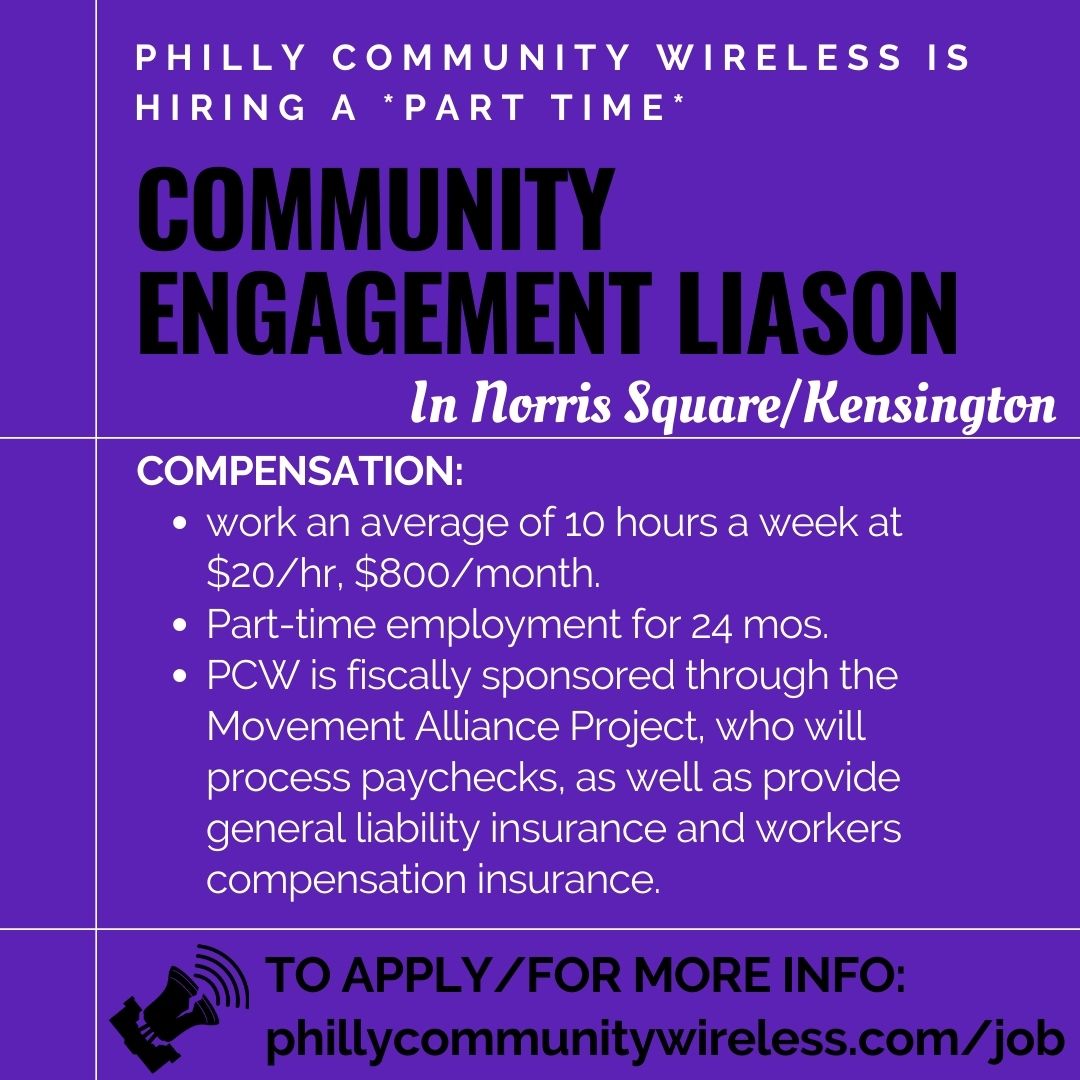 PHILLY COMMUNITY WIRELESS IS
HIRING A *PART TIME*
COMMUNITY
ENGAGEMENT LIASON
In Norris Square/Kensington
COMPENSATION:
• work an average of 10 hours a week at
$20/hr, $800/month.
• Part-time employment for 24 mos.
• PCW is fiscally sponsored through the
Movement Alliance Project, who will
process paychecks, as well as provide
general liability insurance and workers
compensation insurance.
TO APPLY/FOR MORE INFO:
phillycommunitywireless.com/job